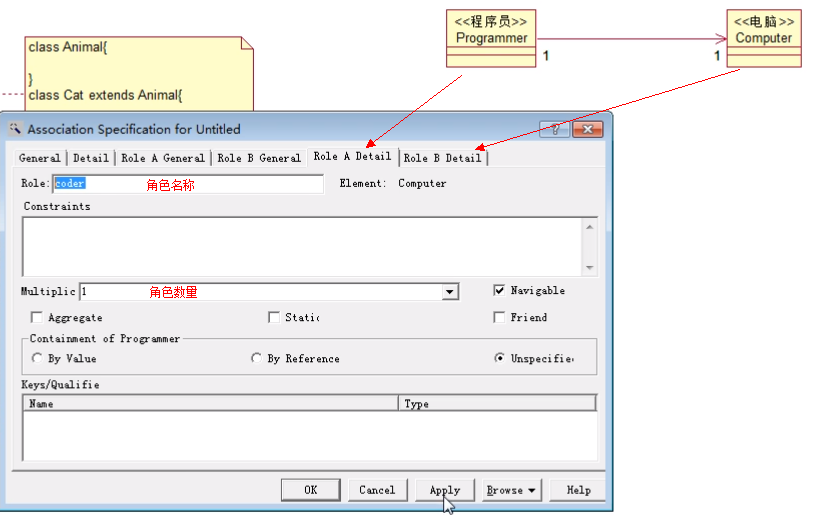 <<程序员>>
Programmer
1
<<电脑>>
Computer
1
class Animal{
}
class Cat extends Animal{
Association Specification for Untitled
General
Detail
Role A General
Role B General
Role A Detail
Role B Detail
Role: coder 角色名称
Element: Computer
Constraints
Multiplic 1 角色数量
Navigable
Aggregate
Static
Friend
Containment of Programmer
By Value
By Reference
Unspecifie
Keys/Qualifie
Name
Type
OK
Cancel
Apply
Browse
Help